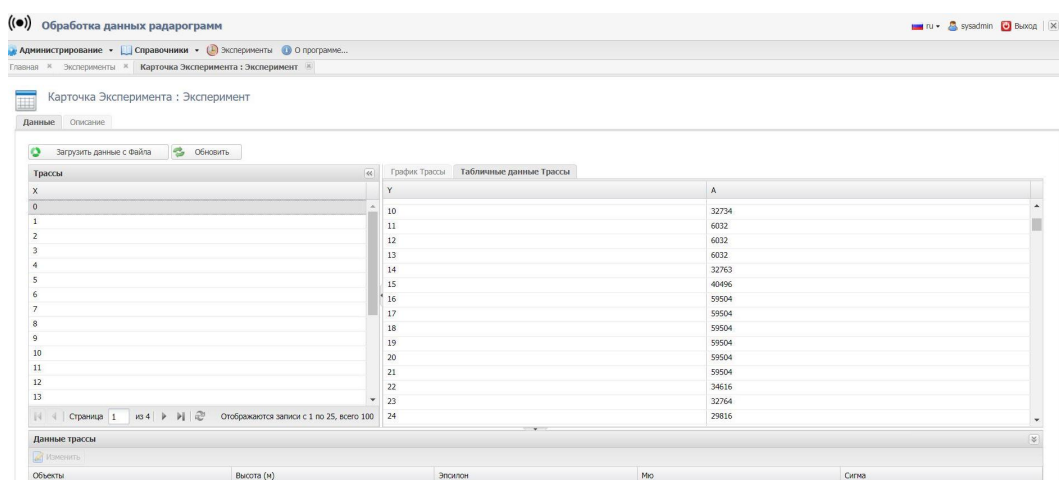 Обработка данных радарограмм
ru sysadmin Выход
Администрирование Справочники Эксперименты О программе...
Главная Эксперименты Карточка Эксперимента : Эксперимент
Карточка Эксперимента : Эксперимент
Данные Описание
Загрузить данные с Файла Обновить
Трассы
X
0
1
2
3
4
5
6
7
8
9
10
11
12
13
Страница 1 из 4 Отображаются записи с 1 по 25, всего 100
График Трассы Табличные данные Трассы
Y A
10 32734
11 6032
12 6032
13 6032
14 32763
15 40496
16 59504
17 59504
18 59504
19 59504
20 59504
21 59504
22 34616
23 32764
24 29816
Данные трассы
Изменить
Объекты Высота (м) Эпсилон Мю Сигма